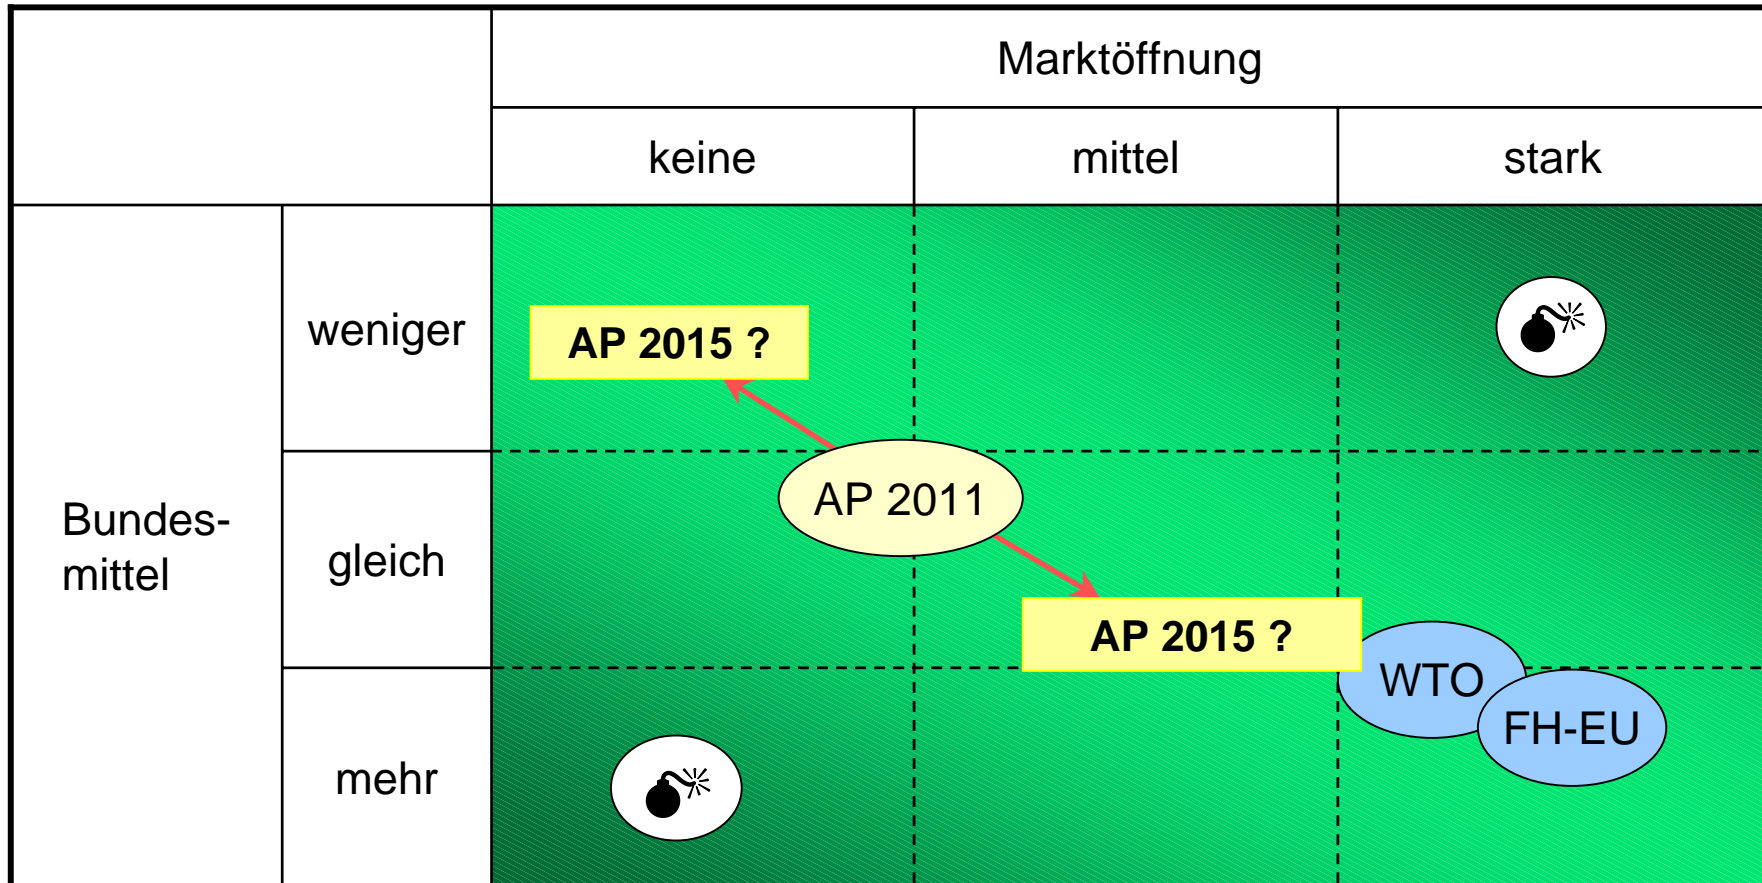 Marktöffnung
keine
mittel
stark
weniger
AP 2015 ?
Bundes-
mittel
gleich
AP 2011
AP 2015 ?
WTO
FH-EU
mehr